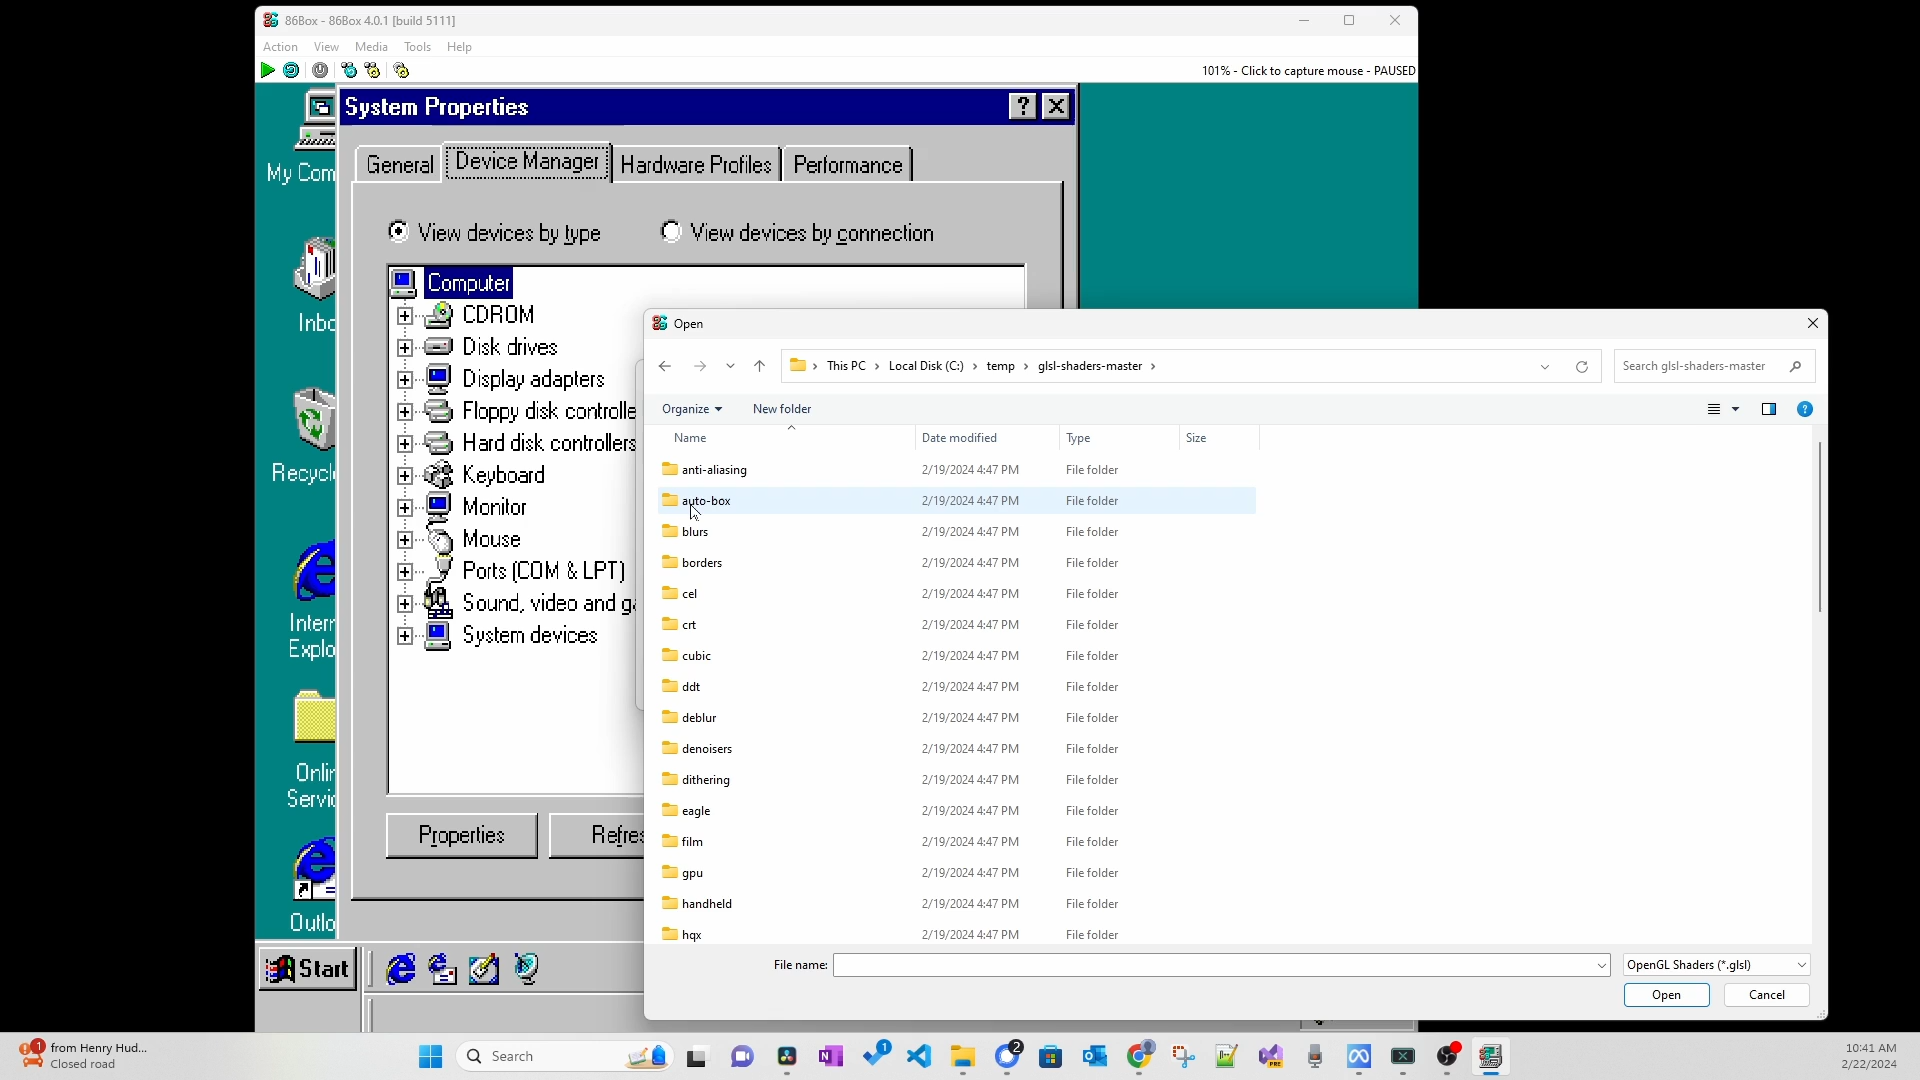 86Box - 86Box 4.0.1 [build 5111]
Action View Media Tools Help
101% - Click to capture mouse - PAUSED
System Properties
General Device Manager Hardware Profiles Performance
My Com
View devices by type View devices by connection
Computer
CDROM
Disk drives
Display adapters
Floppy disk controlle
Hard disk controllers
Keyboard
Monitor
Mouse
Ports (COM & LPT)
Sound, video and ga
System devices
Properties Refres
Inbo
Recycle
Intern
Explo
Onlin
Servic
Outlo
Start
Open
This PC Local Disk (C:) temp glsl-shaders-master
Search glsl-shaders-master
Organize New folder
Name Date modified Type Size
anti-aliasing 2/19/2024 4:47 PM File folder
auto-box 2/19/2024 4:47 PM File folder
blurs 2/19/2024 4:47 PM File folder
borders 2/19/2024 4:47 PM File folder
cel 2/19/2024 4:47 PM File folder
crt 2/19/2024 4:47 PM File folder
cubic 2/19/2024 4:47 PM File folder
ddt 2/19/2024 4:47 PM File folder
deblur 2/19/2024 4:47 PM File folder
denoisers 2/19/2024 4:47 PM File folder
dithering 2/19/2024 4:47 PM File folder
eagle 2/19/2024 4:47 PM File folder
film 2/19/2024 4:47 PM File folder
gpu 2/19/2024 4:47 PM File folder
handheld 2/19/2024 4:47 PM File folder
hqx 2/19/2024 4:47 PM File folder
File name: OpenGL Shaders (*.glsl)
Open Cancel
1
from Henry Hud...
Closed road
Search
1
2
PRE
10:41 AM
2/22/2024